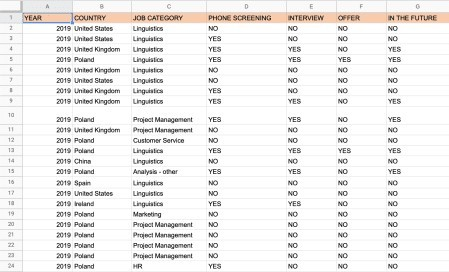 A B C D E F G
1 YEAR COUNTRY JOB CATEGORY PHONE SCREENING INTERVIEW OFFER IN THE FUTURE
2 2019 United States Linguistics NO NO NO NO
3 2019 United States Linguistics YES NO NO NO
4 2019 United Kingdom Linguistics YES YES NO YES
5 2019 Poland Linguistics YES YES YES YES
6 2019 United Kingdom Linguistics NO NO NO NO
7 2019 United States Linguistics NO NO NO NO
8 2019 United Kingdom Linguistics YES NO NO NO
9 2019 United Kingdom Linguistics YES YES NO YES
10 2019 Poland Project Management YES YES NO YES
11 2019 United Kingdom Project Management NO NO NO NO
12 2019 Poland Customer Service NO NO NO NO
13 2019 Poland Linguistics YES YES YES YES
14 2019 China Linguistics NO NO NO NO
15 2019 Poland Analysis - other YES YES NO YES
16 2019 Spain Linguistics NO NO NO NO
17 2019 United States Linguistics NO NO NO NO
18 2019 Ireland Linguistics YES YES NO NO
19 2019 Poland Marketing NO NO NO NO
20 2019 Poland Project Management NO NO NO NO
21 2019 Poland Project Management NO NO NO NO
22 2019 Poland Project Management NO NO NO NO
23 2019 Poland Project Management NO NO NO NO
24 2019 Poland HR YES NO NO NO